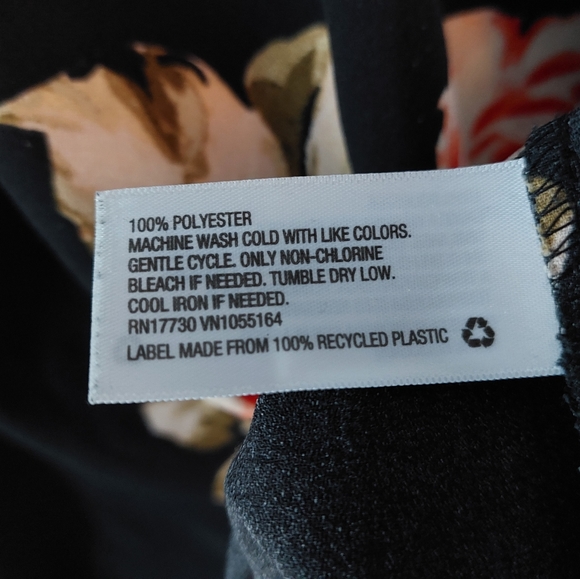 100% POLYESTER
MACHINE WASH COLD WITH LIKE COLORS.
GENTLE CYCLE. ONLY NON-CHLORINE
BLEACH IF NEEDED. TUMBLE DRY LOW.
COOL IRON IF NEEDED.
RN17730 VN1055164
LABEL MADE FROM 100% RECYCLED PLASTIC